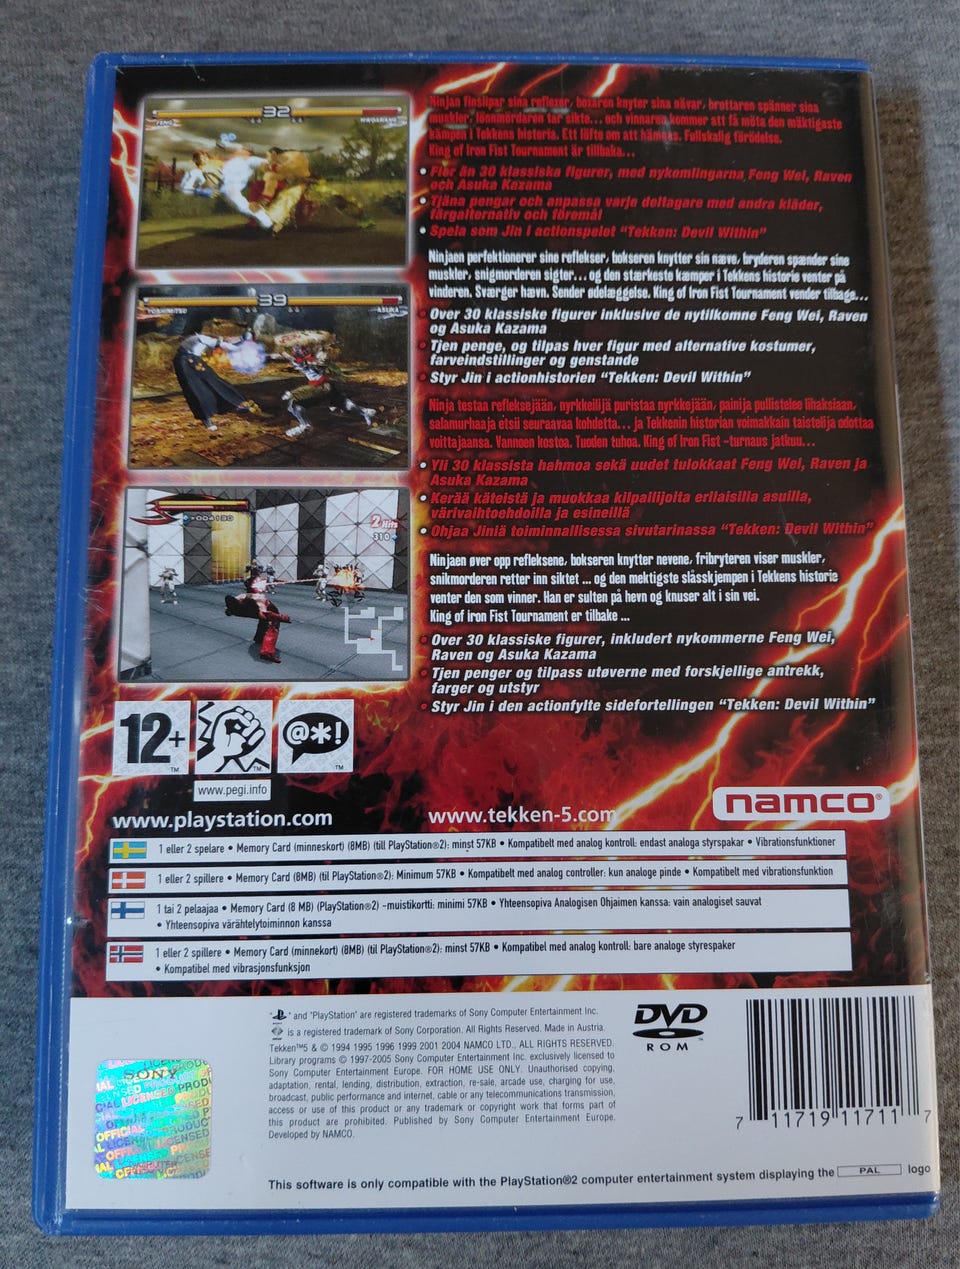 32
FENG
HWOARANG
39
YOSHIMITSU
ASUKA
2 Hits
310
Ninjan finslipar sina reflexer, boxaren knyter sina nävar, brottaren spänner sina
muskler, lönnmördaren tar sikte... och vinnaren kommer att få möta den mäktigaste
kämpen i Tekkens historia. Ett löfte om att hämnas. Fullskalig förödelse.
King of Iron Fist Tournament är tillbaka...
• Fler än 30 klassiska figurer, med nykomlingarna Feng Wei, Raven
och Asuka Kazama
• Tjäna pengar och anpassa varje deltagare med andra kläder,
färgalternativ och föremål
• Spela som Jin i actionspelet "Tekken: Devil Within"
Ninjaen perfektionerer sine reflekser, bokseren knytter sin næve, bryderen spænder sine
muskler, snigmorderen sigter... og den stærkeste kæmper i Tekkens historie venter på
vinderen. Sværger hævn. Sender ødelæggelse. King of Iron Fist Tournament vender tilbage...
• Over 30 klassiske figurer inklusive de nytilkomne Feng Wei, Raven
og Asuka Kazama
• Tjen penge, og tilpas hver figur med alternative kostumer,
farveindstillinger og genstande
• Styr Jin i actionhistorien "Tekken: Devil Within"
Ninja testaa refleksejään, nyrkkeilijä puristaa nyrkkejään, painija pullistelee lihaksiaan,
salamurhaaja etsii seuraavaa kohdetta... ja Tekkenin historian voimakkain taistelija odottaa
voittajaansa. Vannoen kostoa. Tuoden tuhoa. King of Iron Fist -turnaus jatkuu...
• Yli 30 klassista hahmoa sekä uudet tulokkaat Feng Wei, Raven ja
Asuka Kazama
• Kerää käteistä ja muokkaa kilpailijoita erilaisilla asuilla,
värivaihtoehdoilla ja esineillä
• Ohjaa Jiniä toiminnallisessa sivutarinassa "Tekken: Devil Within"
Ninjaen øver opp refleksene, bokseren knytter nevene, fribryteren viser muskler,
snikmorderen retter inn siktet ... og den mektigste slåsskjempen i Tekkens historie
venter den som vinner. Han er sulten på hevn og knuser alt i sin vei.
King of Iron Fist Tournament er tilbake ...
• Over 30 klassiske figurer, inkludert nykommerne Feng Wei,
Raven og Asuka Kazama
• Tjen penger og tilpass utøverne med forskjellige antrekk,
farger og utstyr
• Styr Jin i den actionfylte sidefortellingen "Tekken: Devil Within"
12+ ™
™
@*! ™
www.pegi.info
www.playstation.com
www.tekken-5.com
namco®
1 eller 2 spelare • Memory Card (minneskort) (8MB) (till PlayStation®2): minst 57KB • Kompatibelt med analog kontroll: endast analoga styrspakar • Vibrationsfunktioner
1 eller 2 spillere • Memory Card (8MB) (til PlayStation®2): Minimum 57KB • Kompatibelt med analog controller: kun analoge pinde • Kompatibelt med vibrationsfunktion
1 tai 2 pelaajaa • Memory Card (8 MB) (PlayStation®2) -muistikortti: minimi 57KB • Yhteensopiva Analogisen Ohjaimen kanssa: vain analogiset sauvat
• Yhteensopiva värähtelytoiminnon kanssa
1 eller 2 spillere • Memory Card (minnekort) (8MB) (til PlayStation®2): minst 57KB • Kompatibel med analog kontroll: bare analoge styrespaker
• Kompatibel med vibrasjonsfunksjon
" " and "PlayStation" are registered trademarks of Sony Computer Entertainment Inc.
" " is a registered trademark of Sony Corporation. All Rights Reserved. Made in Austria.
Tekken™5 & © 1994 1995 1996 1999 2001 2004 NAMCO LTD., ALL RIGHTS RESERVED.
Library programs © 1997-2005 Sony Computer Entertainment Inc. exclusively licensed to
Sony Computer Entertainment Europe. FOR HOME USE ONLY. Unauthorised copying,
adaptation, rental, lending, distribution, extraction, re-sale, arcade use, charging for use,
broadcast, public performance and internet, cable or any telecommunications transmission,
access or use of this product or any trademark or copyright work that forms part of
this product are prohibited. Published by Sony Computer Entertainment Europe.
Developed by NAMCO.
DVD
ROM ™
SONY
OFFICIAL LICENSED PRODUCT
7 11719 11711 7
This software is only compatible with the PlayStation®2 computer entertainment system displaying the PAL logo